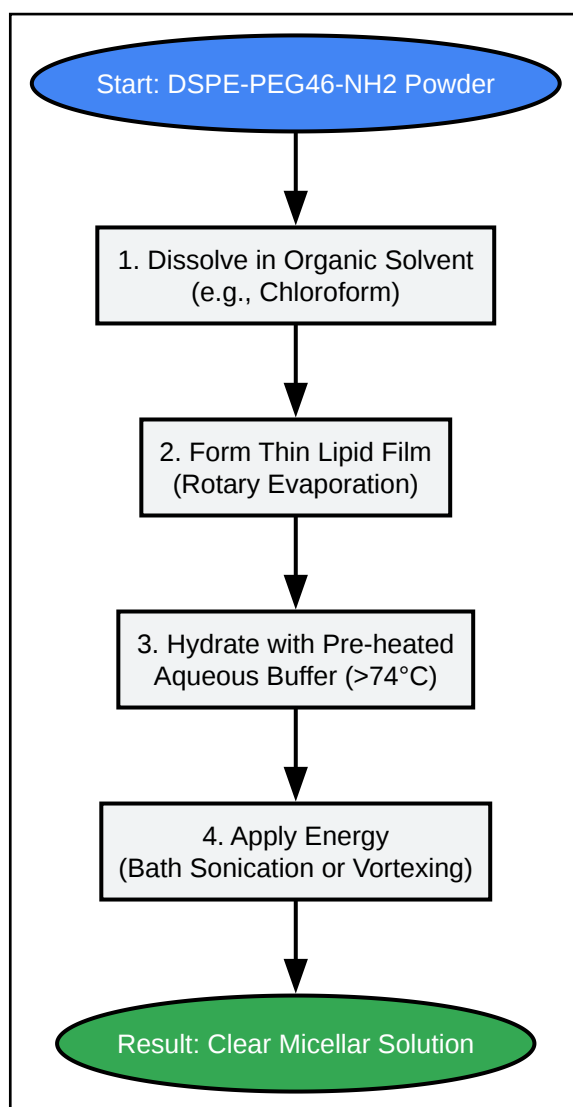 Start: DSPE-PEG46-NH2 Powder
1. Dissolve in Organic Solvent
(e.g., Chloroform)
2. Form Thin Lipid Film
(Rotary Evaporation)
3. Hydrate with Pre-heated
Aqueous Buffer (>74°C)
4. Apply Energy
(Bath Sonication or Vortexing)
Result: Clear Micellar Solution